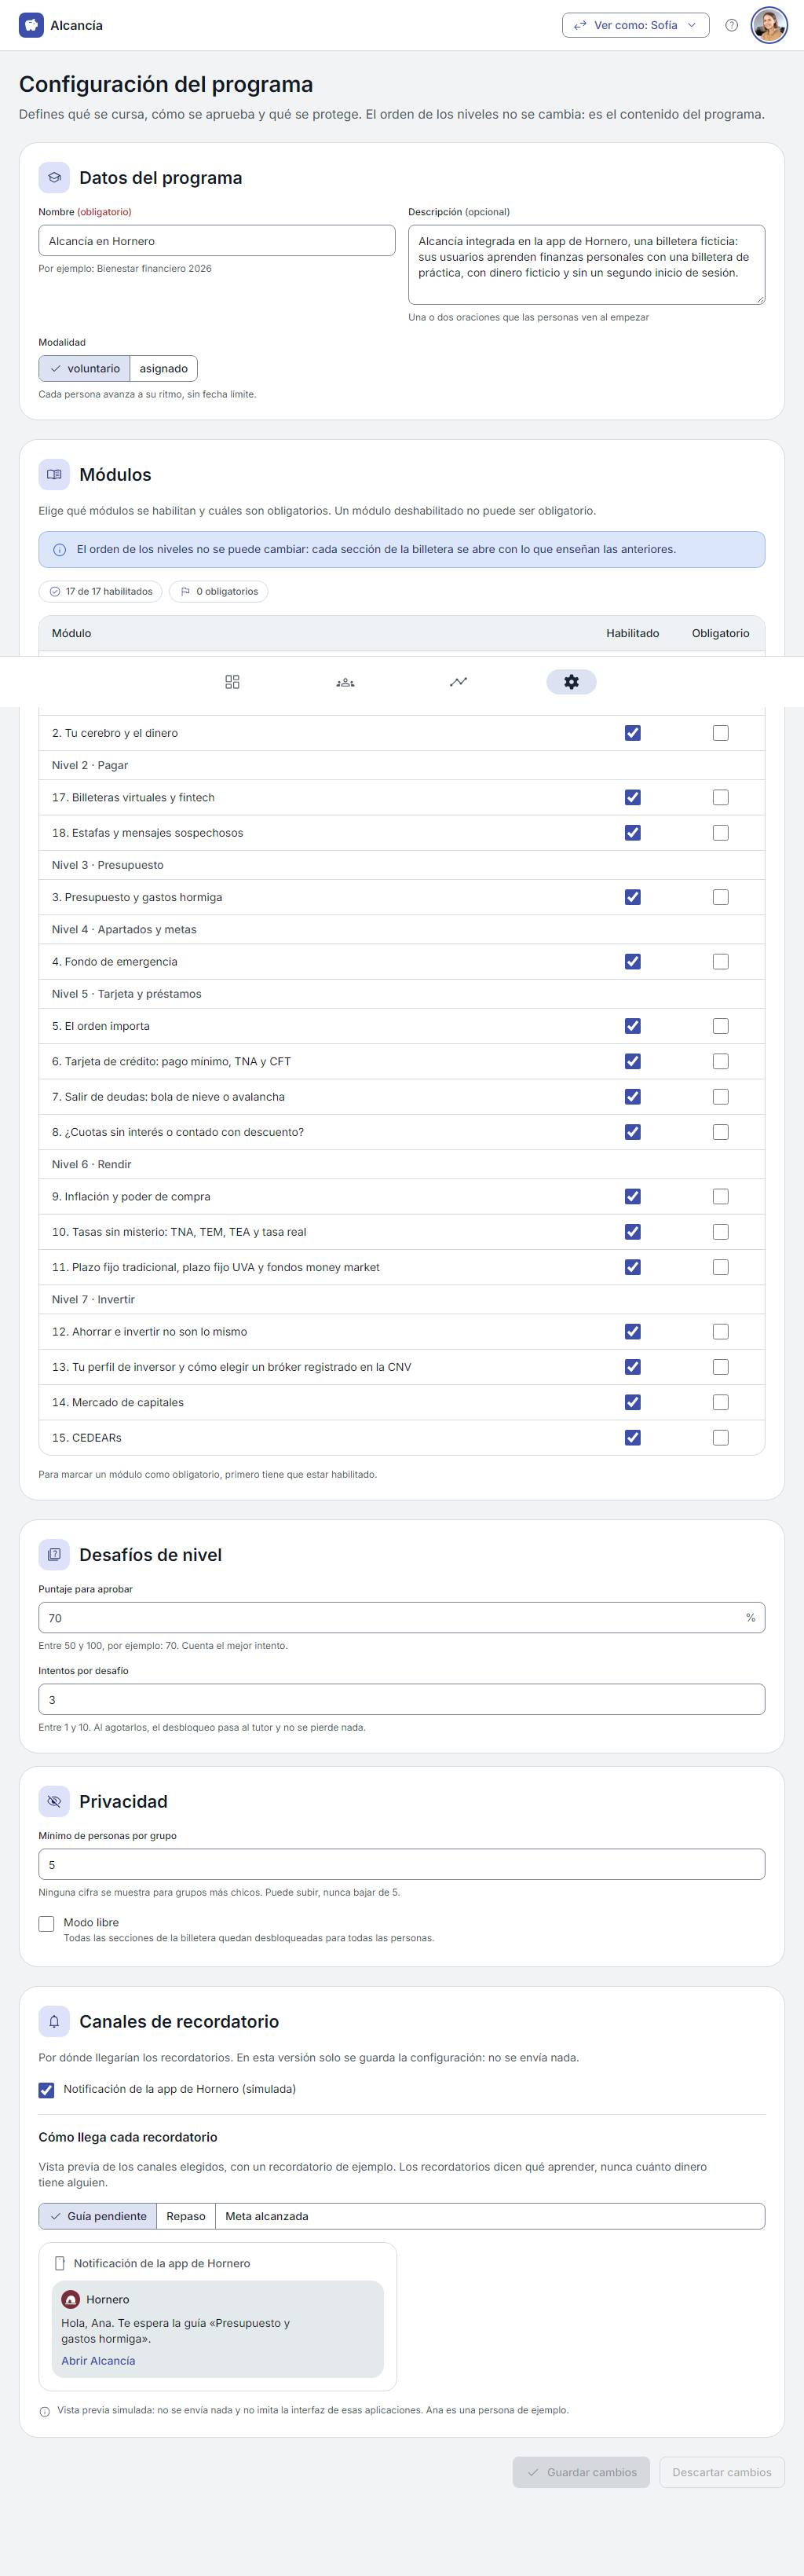 Alcancía
Ver como: Sofía
Configuración del programa
Defines qué se cursa, cómo se aprueba y qué se protege. El orden de los niveles no se cambia: es el contenido del programa.
Datos del programa
Nombre (obligatorio)
Alcancía en Hornero
Por ejemplo: Bienestar financiero 2026
Descripción (opcional)
Alcancía integrada en la app de Hornero, una billetera ficticia:
sus usuarios aprenden finanzas personales con una billetera de
práctica, con dinero ficticio y sin un segundo inicio de sesión.
Una o dos oraciones que las personas ven al empezar
Modalidad
voluntario
asignado
Cada persona avanza a su ritmo, sin fecha límite.
Módulos
Elige qué módulos se habilitan y cuáles son obligatorios. Un módulo deshabilitado no puede ser obligatorio.
El orden de los niveles no se puede cambiar: cada sección de la billetera se abre con lo que enseñan las anteriores.
17 de 17 habilitados
0 obligatorios
Módulo Habilitado Obligatorio
2. Tu cerebro y el dinero
Nivel 2 · Pagar
17. Billeteras virtuales y fintech
18. Estafas y mensajes sospechosos
Nivel 3 · Presupuesto
3. Presupuesto y gastos hormiga
Nivel 4 · Apartados y metas
4. Fondo de emergencia
Nivel 5 · Tarjeta y préstamos
5. El orden importa
6. Tarjeta de crédito: pago mínimo, TNA y CFT
7. Salir de deudas: bola de nieve o avalancha
8. ¿Cuotas sin interés o contado con descuento?
Nivel 6 · Rendir
9. Inflación y poder de compra
10. Tasas sin misterio: TNA, TEM, TEA y tasa real
11. Plazo fijo tradicional, plazo fijo UVA y fondos money market
Nivel 7 · Invertir
12. Ahorrar e invertir no son lo mismo
13. Tu perfil de inversor y cómo elegir un bróker registrado en la CNV
14. Mercado de capitales
15. CEDEARs
Para marcar un módulo como obligatorio, primero tiene que estar habilitado.
Desafíos de nivel
Puntaje para aprobar
70 %
Entre 50 y 100, por ejemplo: 70. Cuenta el mejor intento.
Intentos por desafío
3
Entre 1 y 10. Al agotarlos, el desbloqueo pasa al tutor y no se pierde nada.
Privacidad
Mínimo de personas por grupo
5
Ninguna cifra se muestra para grupos más chicos. Puede subir, nunca bajar de 5.
Modo libre
Todas las secciones de la billetera quedan desbloqueadas para todas las personas.
Canales de recordatorio
Por dónde llegarían los recordatorios. En esta versión solo se guarda la configuración: no se envía nada.
Notificación de la app de Hornero (simulada)
Cómo llega cada recordatorio
Vista previa de los canales elegidos, con un recordatorio de ejemplo. Los recordatorios dicen qué aprender, nunca cuánto dinero
tiene alguien.
Guía pendiente
Repaso
Meta alcanzada
Notificación de la app de Hornero
Hornero
Hola, Ana. Te espera la guía «Presupuesto y
gastos hormiga».
Abrir Alcancía
Vista previa simulada: no se envía nada y no imita la interfaz de esas aplicaciones. Ana es una persona de ejemplo.
Guardar cambios
Descartar cambios